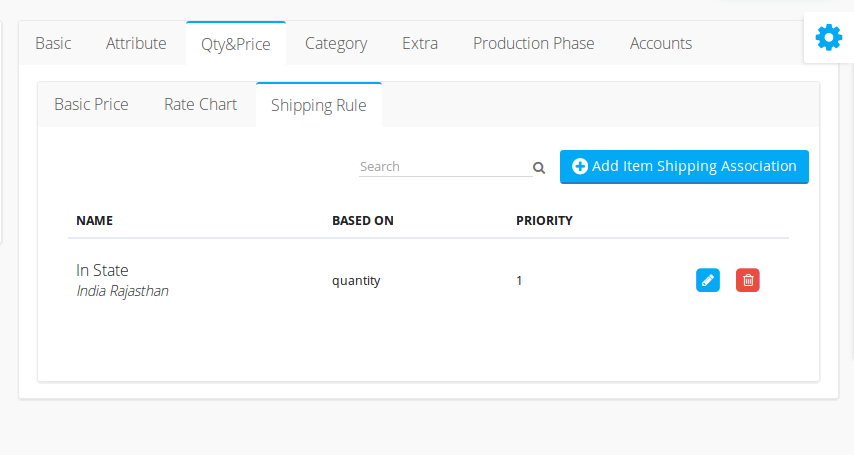 Basic Attribute Qty&Price Category Extra Production Phase Accounts
Basic Price Rate Chart Shipping Rule
Search Add Item Shipping Association
NAME BASED ON PRIORITY
In State
India Rajasthan quantity 1